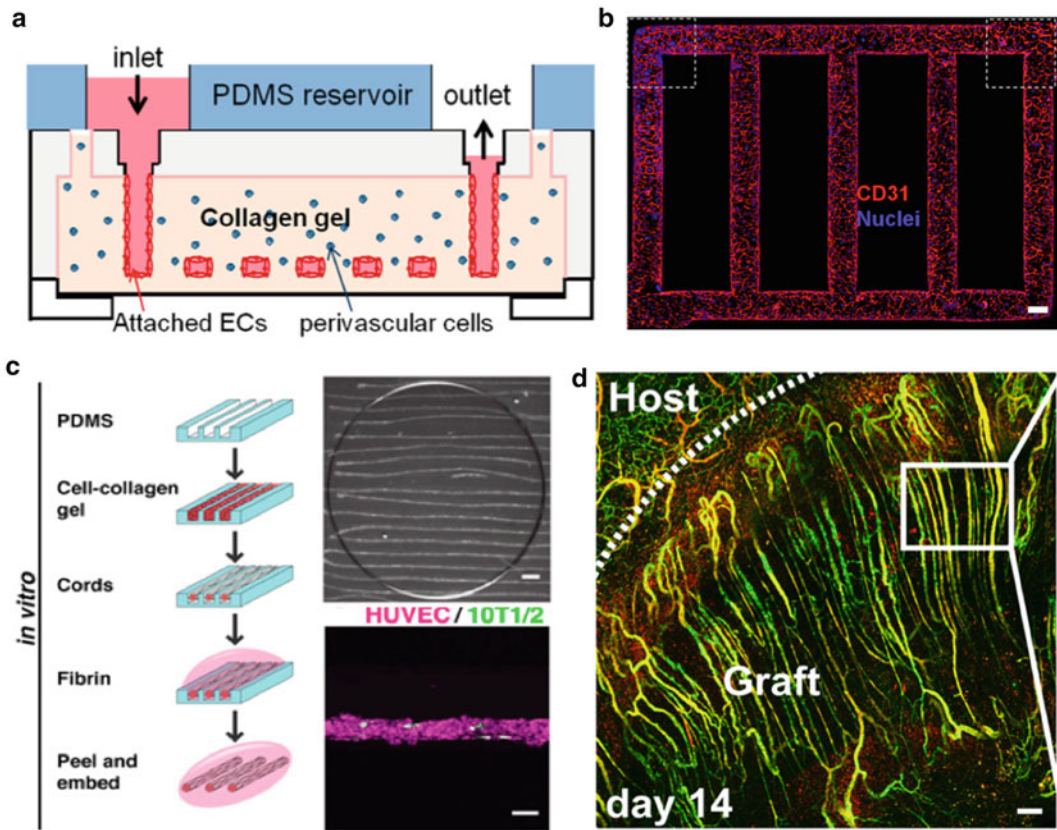 a
inlet
PDMS reservoir
outlet
Collagen gel
Attached ECs
perivascular cells
b
CD31
Nuclei
c
in vitro
PDMS
Cell-collagen
gel
Cords
Fibrin
Peel and
embed
HUVEC / 10T1/2
d
Host
Graft
day 14